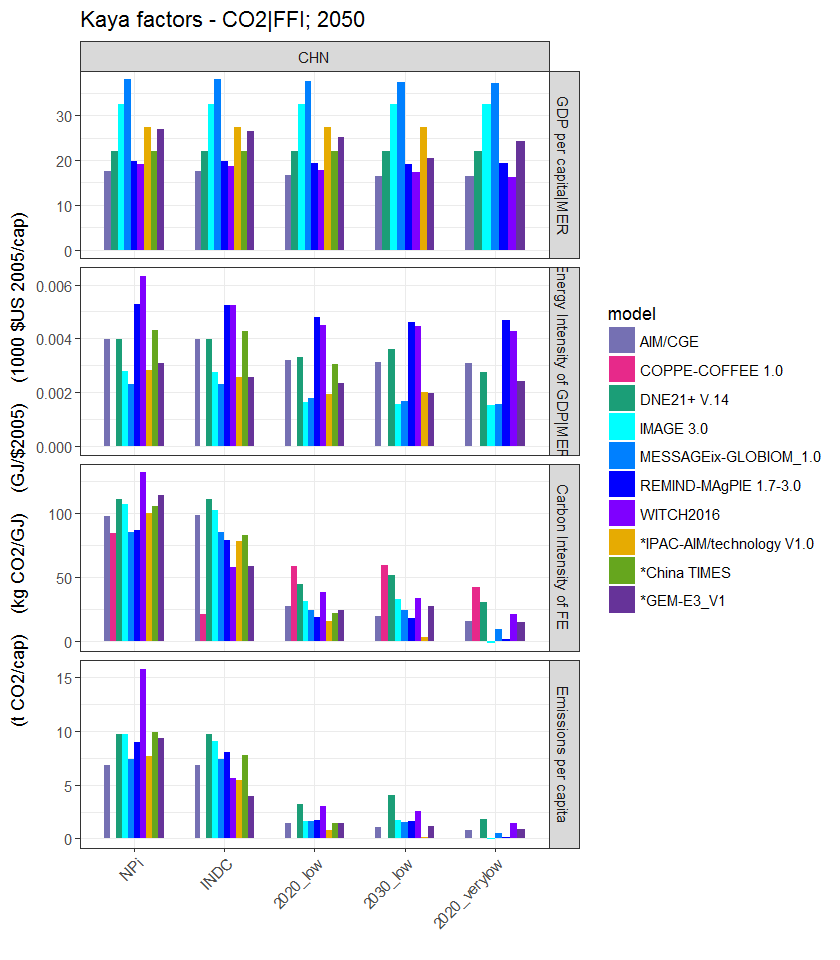 Kaya factors - CO2|FFI; 2050
CHN
30
20
10
0
GDP per capita|MER
0.006
0.004
0.002
0.000
Energy Intensity of GDP|MER
100
50
0
Carbon Intensity of FE
15
10
5
0
Emissions per capita
(t CO2/cap) (kg CO2/GJ) (GJ/$2005) (1000 $US 2005/cap)
NPi
INDC
2020_low
2030_low
2020_verylow
model
AIM/CGE
COPPE-COFFEE 1.0
DNE21+ V.14
IMAGE 3.0
MESSAGEix-GLOBIOM_1.0
REMIND-MAgPIE 1.7-3.0
WITCH2016
*IPAC-AIM/technology V1.0
*China TIMES
*GEM-E3_V1